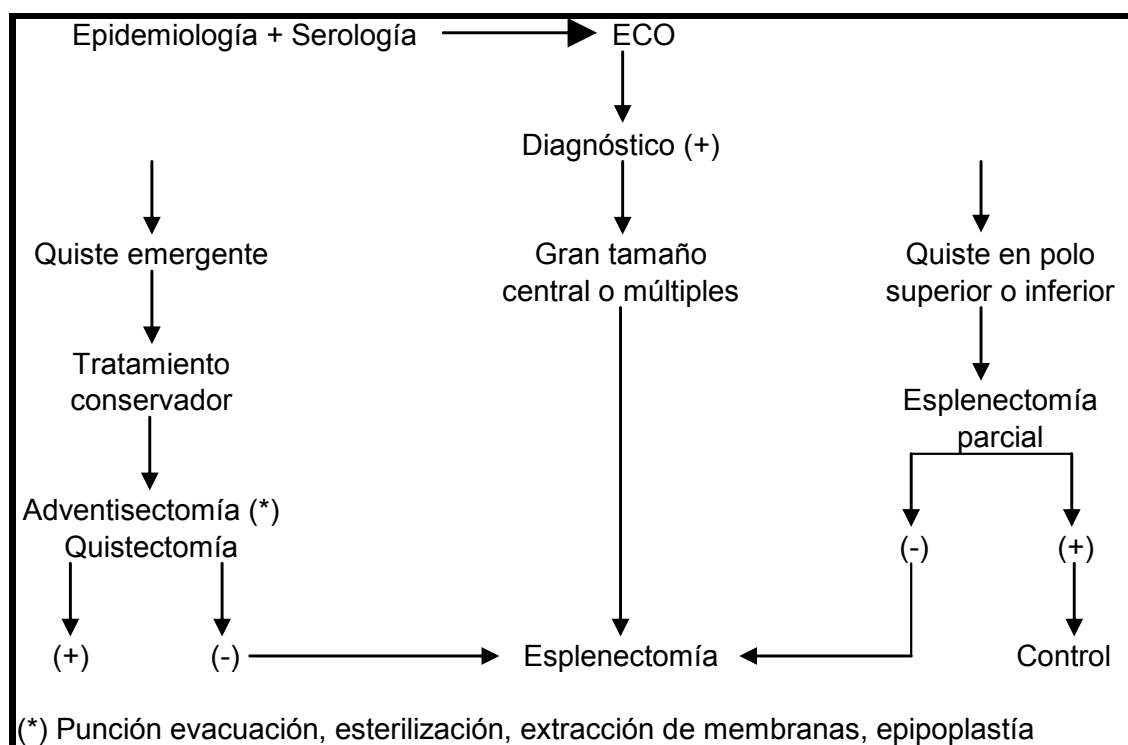 Epidemiología + Serología
ECO
Diagnóstico (+)
Quiste emergente
Gran tamaño
central o múltiples
Quiste en polo
superior o inferior
Tratamiento
conservador
Esplenectomía
parcial
Adventisectomía (*)
Quistectomía
(-)
(+)
(+)
(-)
Esplenectomía
Control
(*) Punción evacuación, esterilización, extracción de membranas, epipoplastía